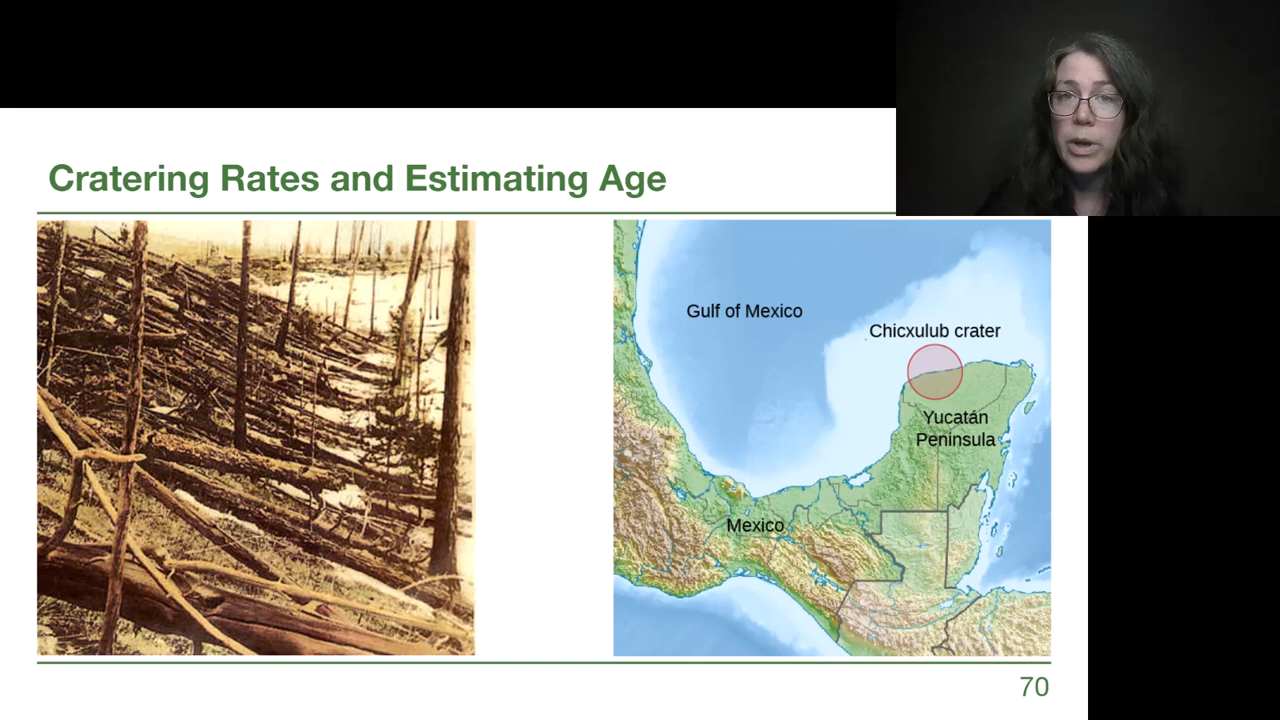 Cratering Rates and Estimating Age
Gulf of Mexico
Chicxulub crater
Yucatán
Peninsula
Mexico
70